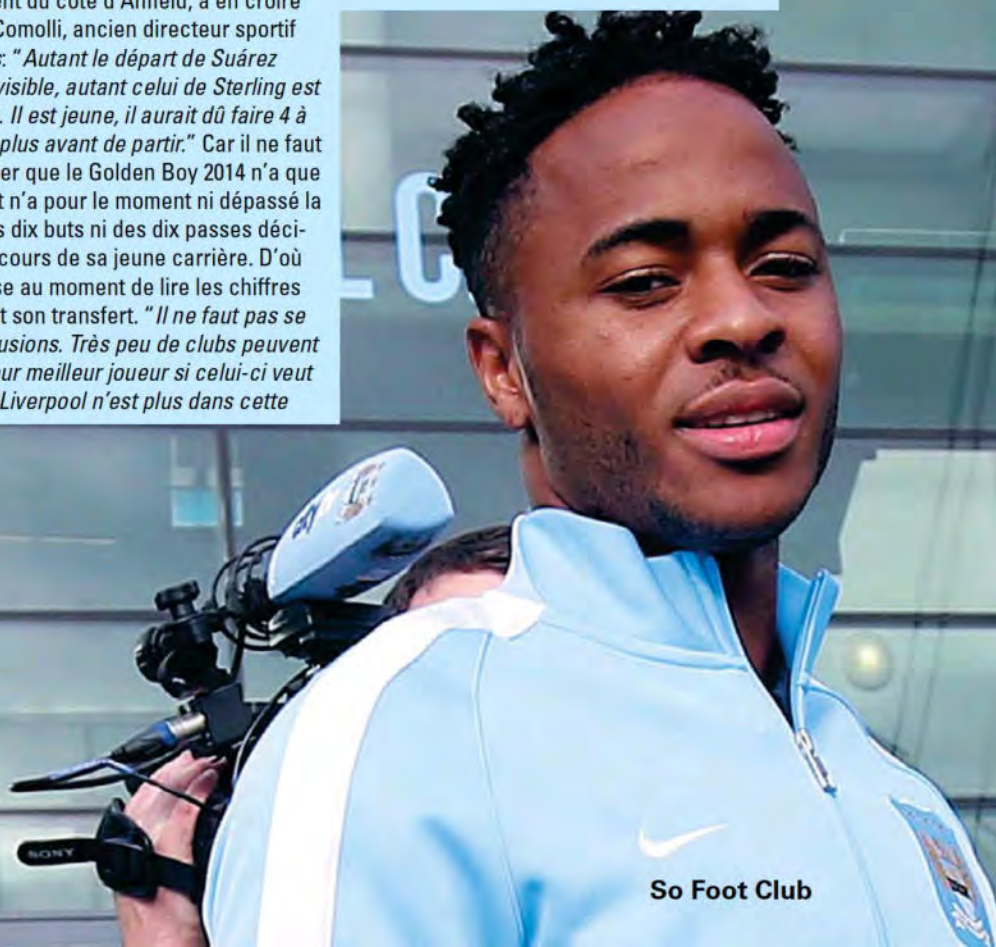 ent du côté d'Anfield, à en croire
Comolli, ancien directeur sportif
: "Autant le départ de Suárez
visible, autant celui de Sterling est
. Il est jeune, il aurait dû faire 4 à
plus avant de partir." Car il ne faut
er que le Golden Boy 2014 n'a que
t n'a pour le moment ni dépassé la
s dix buts ni des dix passes déci-
cours de sa jeune carrière. D'où
se au moment de lire les chiffres
t son transfert. "Il ne faut pas se
usions. Très peu de clubs peuvent
ur meilleur joueur si celui-ci veut
Liverpool n'est plus dans cette
LC
sky
SONY
So Foot Club